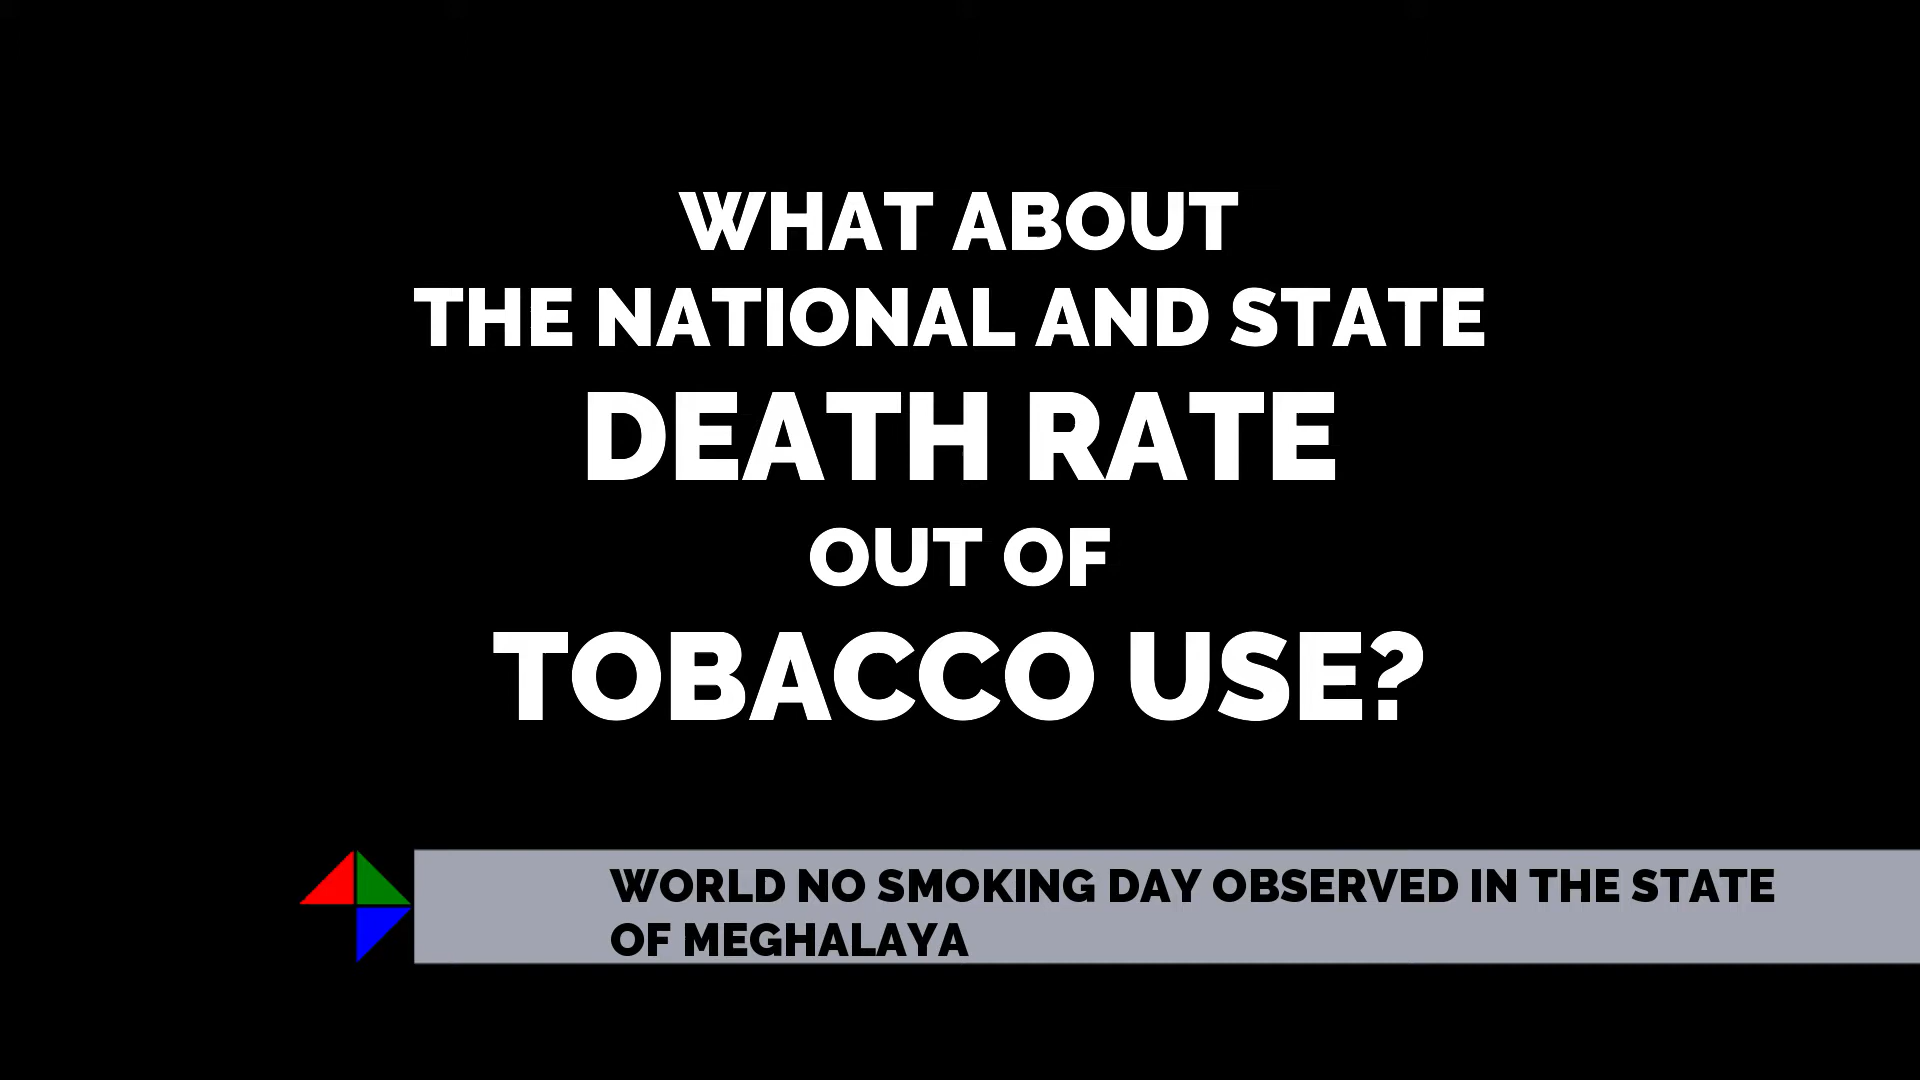 WHAT ABOUT
THE NATIONAL AND STATE
DEATH RATE
OUT OF
TOBACCO USE?
WORLD NO SMOKING DAY OBSERVED IN THE STATE
OF MEGHALAYA